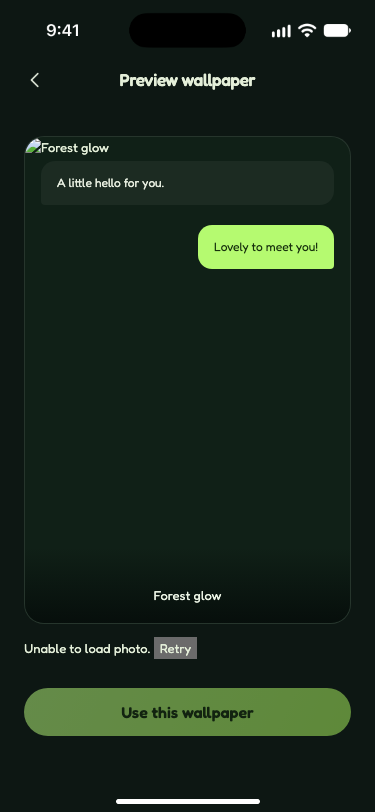 9:41
Preview wallpaper
Forest glow
A little hello for you.
Lovely to meet you!
Forest glow
Unable to load photo. Retry
Use this wallpaper